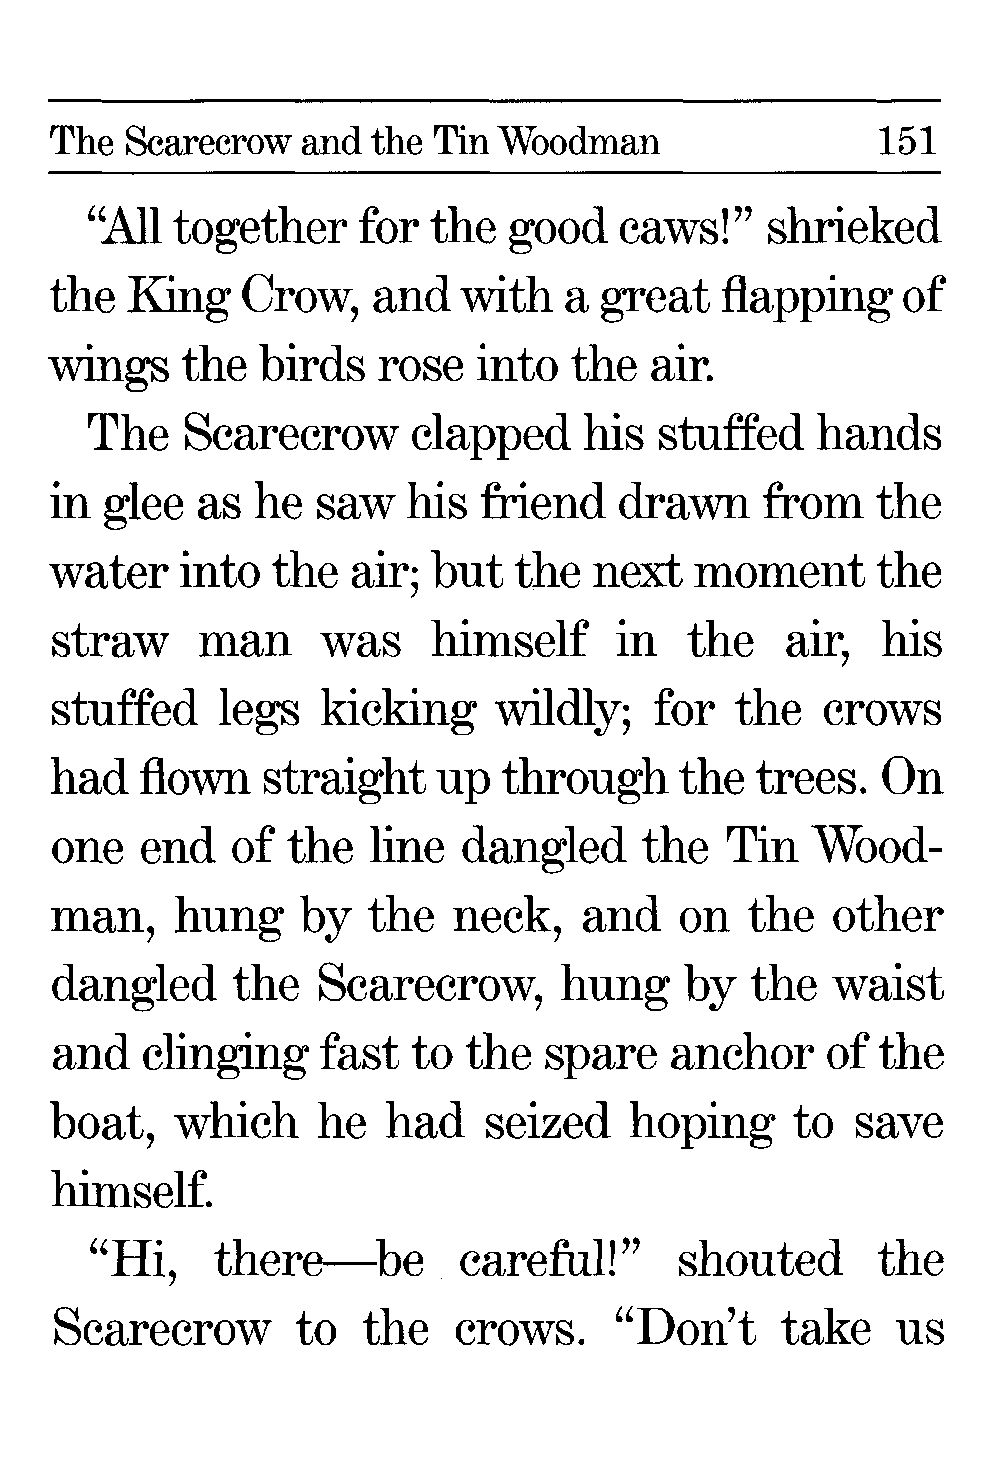 The Scarecrow and the Tin Woodman 151
“All together for the good caws!” shrieked
the King Crow, and with a great flapping of
wings the birds rose into the air.
The Scarecrow clapped his stuffed hands
in glee as he saw his friend drawn from the
water into the air; but the next moment the
straw man was himself in the air, his
stuffed legs kicking wildly; for the crows
had flown straight up through the trees. On
one end of the line dangled the Tin Wood-
man, hung by the neck, and on the other
dangled the Scarecrow, hung by the waist
and clinging fast to the spare anchor of the
boat, which he had seized hoping to save
himself.
“Hi, there—be careful!” shouted the
Scarecrow to the crows. “Don’t take us